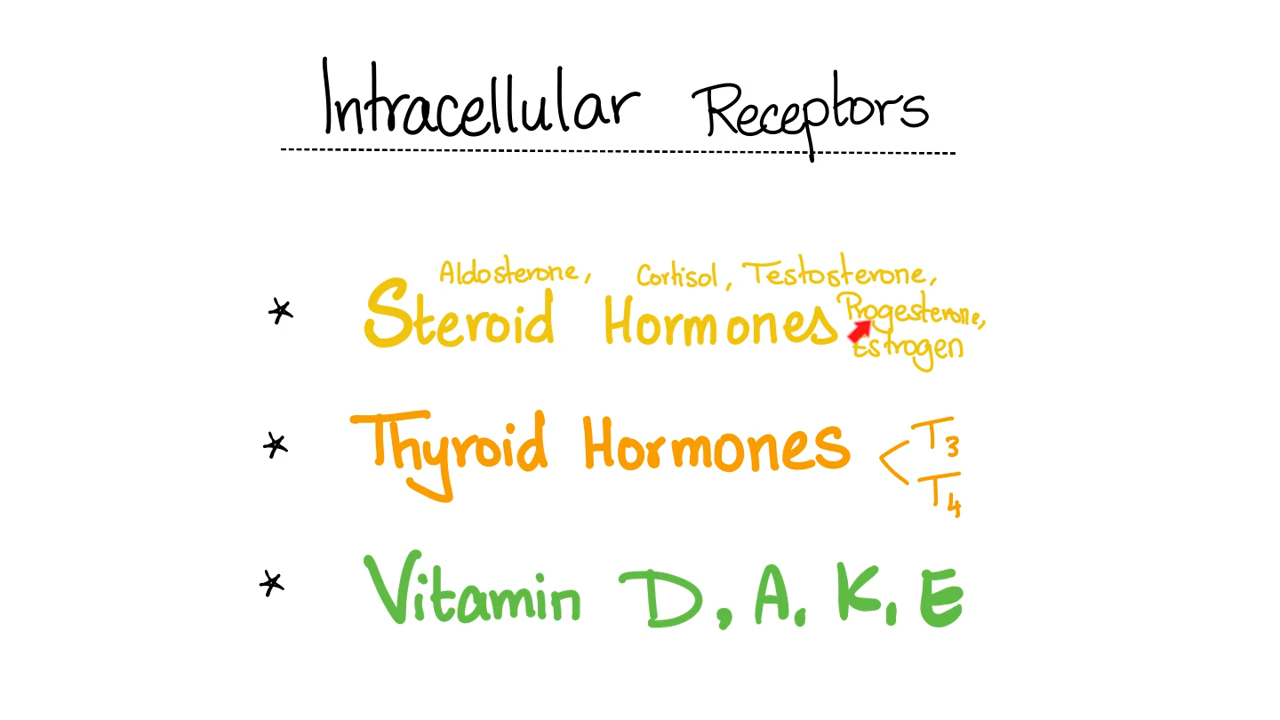 Intracellular Receptors
Aldosterone, Cortisol, Testosterone,
* Steroid Hormones Progesterone,
Estrogen
* Thyroid Hormones < T3
T4
* Vitamin D, A, K, E